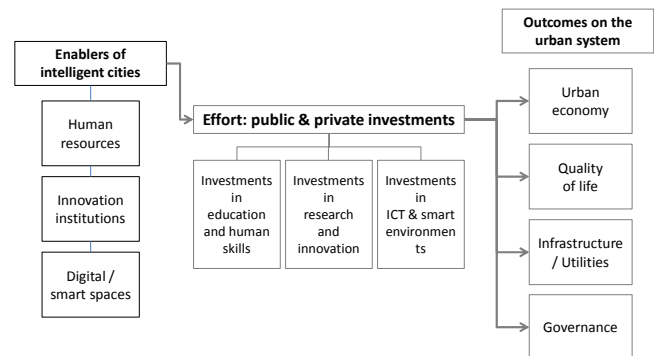 Enablers of
intelligent cities
Human
resources
Innovation
institutions
Digital /
smart spaces
Effort: public & private investments
Investments
in
education
and human
skills
Investments
in
research
and
innovation
Investments
in
ICT & smart
environmen
ts
Outcomes on the
urban system
Urban
economy
Quality
of life
Infrastructure
/ Utilities
Governance